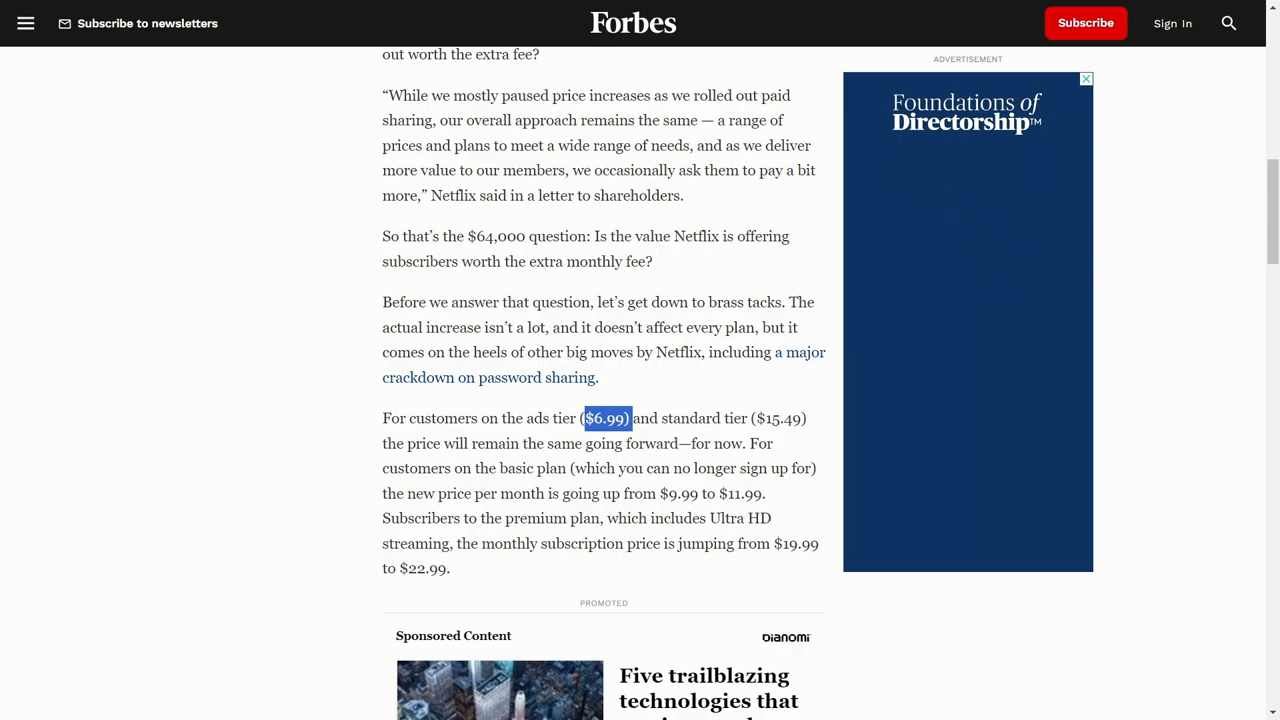 Subscribe to newsletters
Forbes
Subscribe
Sign In
out worth the extra fee?
ADVERTISEMENT
Foundations of
Directorship™
“While we mostly paused price increases as we rolled out paid
sharing, our overall approach remains the same — a range of
prices and plans to meet a wide range of needs, and as we deliver
more value to our members, we occasionally ask them to pay a bit
more,” Netflix said in a letter to shareholders.
So that’s the $64,000 question: Is the value Netflix is offering
subscribers worth the extra monthly fee?
Before we answer that question, let’s get down to brass tacks. The
actual increase isn’t a lot, and it doesn’t affect every plan, but it
comes on the heels of other big moves by Netflix, including a major
crackdown on password sharing.
For customers on the ads tier ($6.99) and standard tier ($15.49)
the price will remain the same going forward—for now. For
customers on the basic plan (which you can no longer sign up for)
the new price per month is going up from $9.99 to $11.99.
Subscribers to the premium plan, which includes Ultra HD
streaming, the monthly subscription price is jumping from $19.99
to $22.99.
PROMOTED
Sponsored Content
DIANOMI
Five trailblazing
technologies that